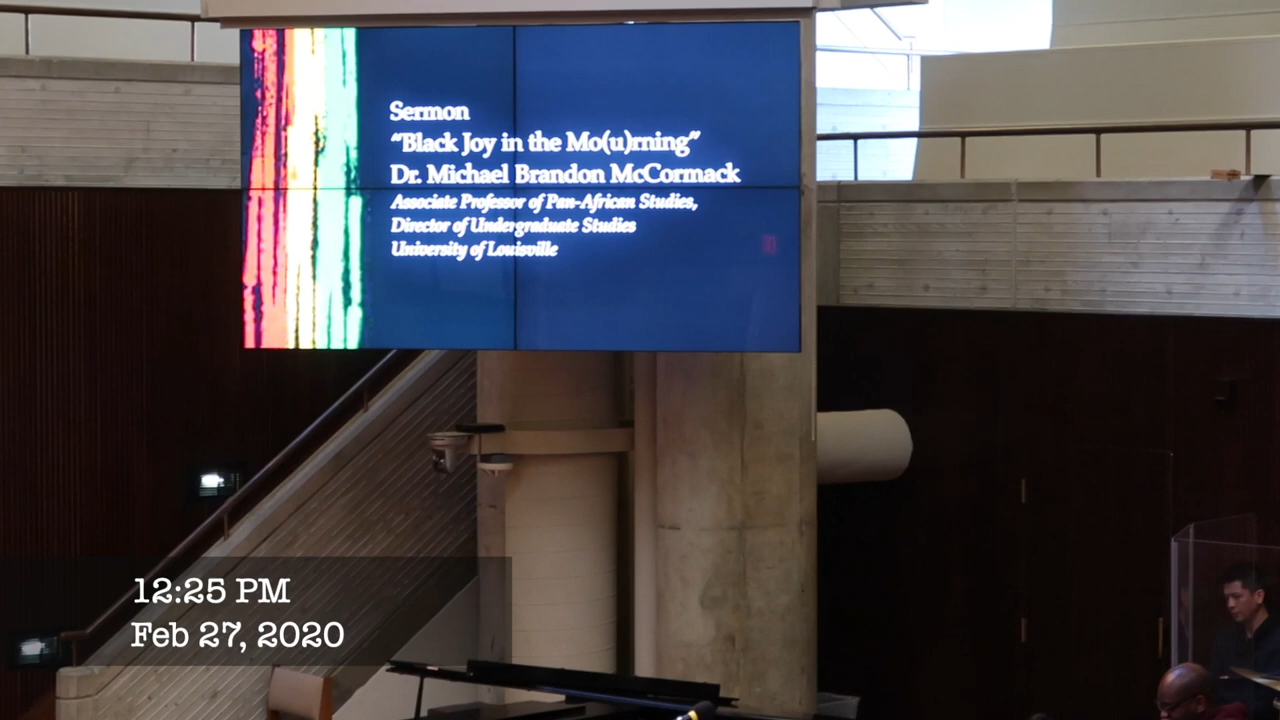 Sermon
“Black Joy in the Mo(u)rning”
Dr. Michael Brandon McCormack
Associate Professor of Pan-African Studies,
Director of Undergraduate Studies
University of Louisville
12:25 PM
Feb 27, 2020